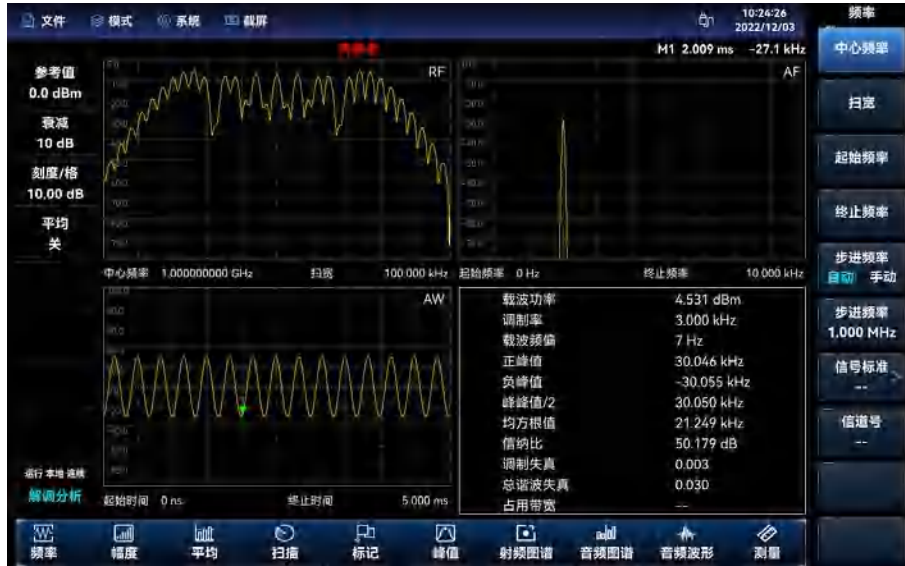 文件 模式 系统 截屏
10:24:26
2022/12/03
频率
M1 2.009 ms -27.1 kHz
参考值
0.0 dBm
衰减
10 dB
刻度/格
10.00 dB
平均
关
RF
AF
中心频率 1.000000000 GHz 扫宽 100.000 kHz
起始频率 0 Hz 终止频率 10.000 kHz
AW
起始时间 0 ns 终止时间 5.000 ms
载波功率 4.531 dBm
调制率 3.000 kHz
载波频偏 7 Hz
正峰值 30.046 kHz
负峰值 -30.055 kHz
峰峰值/2 30.050 kHz
均方根值 21.249 kHz
信纳比 50.179 dB
调制失真 0.003
总谐波失真 0.030
占用带宽 --
运行 本地 连续
解调分析
中心频率
扫宽
起始频率
终止频率
步进频率
自动 手动
步进频率
1.000 MHz
信号标准
--
信道号
--
频率 幅度 平均 扫描 标记 峰值 射频图谱 音频图谱 音频波形 测量